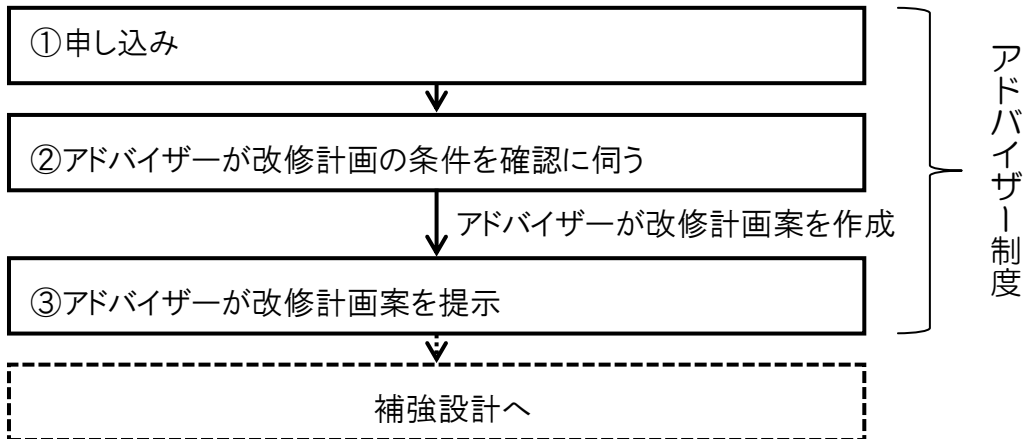 ①申し込み
②アドバイザーが改修計画の条件を確認に伺う
アドバイザーが改修計画案を作成
③アドバイザーが改修計画案を提示
補強設計へ
アドバイザー制度